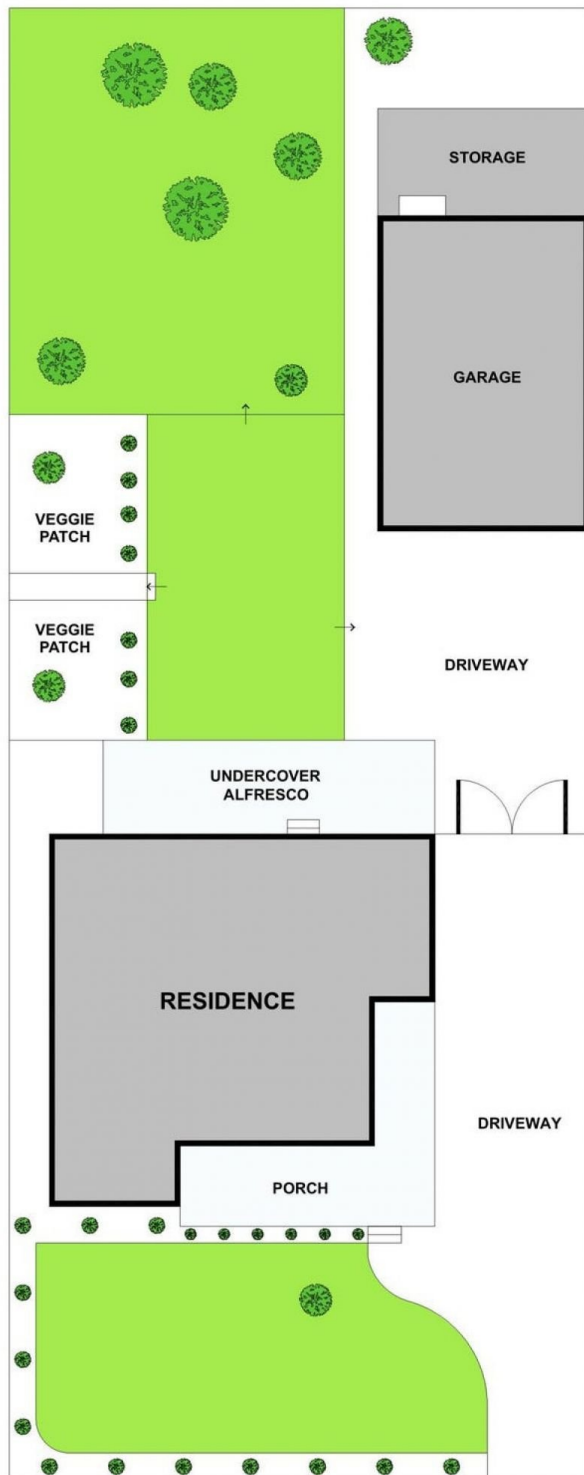 STORAGE
GARAGE
VEGGIE
PATCH
VEGGIE
PATCH
DRIVEWAY
UNDERCOVER
ALFRESCO
RESIDENCE
DRIVEWAY
PORCH